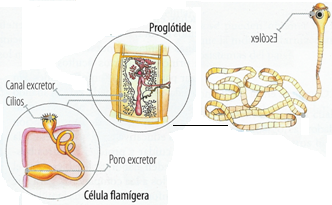 Proglótide
Escólex
Canal excretor
Cílios
Poro excretor
Célula flamígera